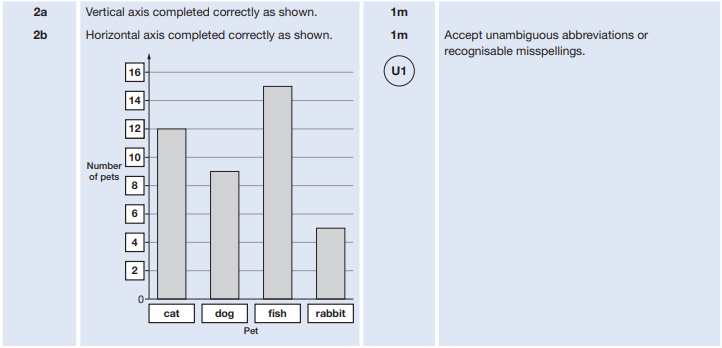 2a Vertical axis completed correctly as shown. 1m
2b Horizontal axis completed correctly as shown. 1m Accept unambiguous abbreviations or
recognisable misspellings.
U1
16
14
12
10
Number
of pets
8
6
4
2
0
cat dog fish rabbit
Pet